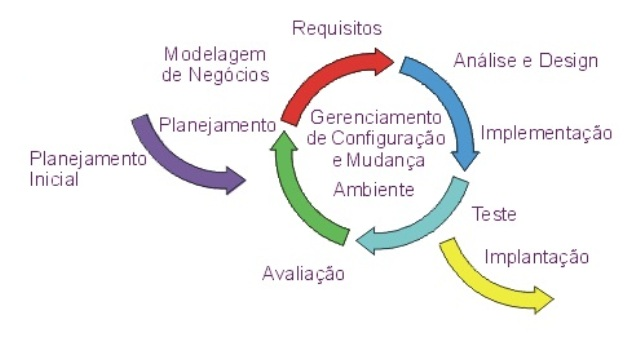 Requisitos
Modelagem
de Negócios
Análise e Design
Planejamento
Gerenciamento
de Configuração
e Mudança
Implementação
Planejamento
Inicial
Ambiente
Teste
Implantação
Avaliação